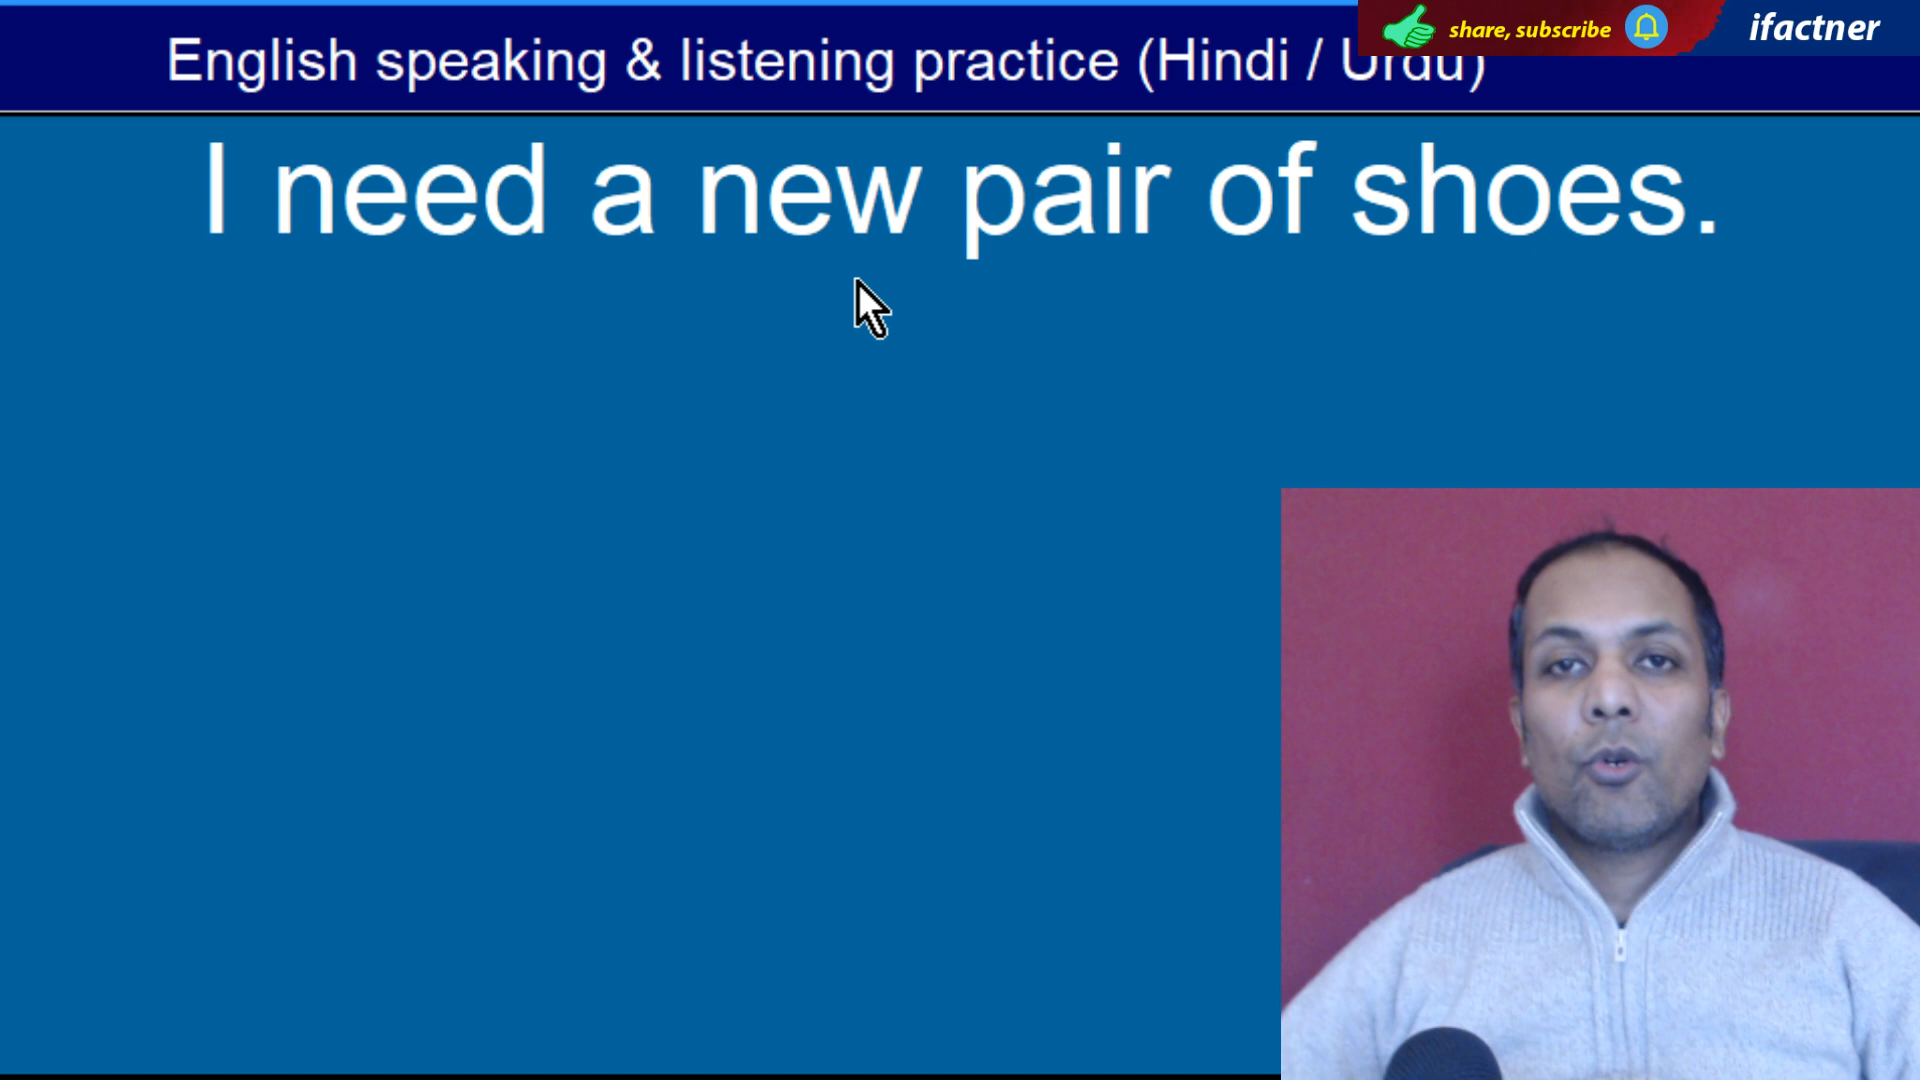 share, subscribe
ifactner
English speaking & listening practice (Hindi / Urdu)
I need a new pair of shoes.